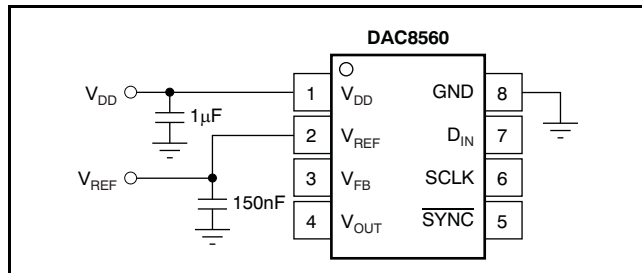 DAC8560
V_DD 1μF 1 V_DD GND 8
2 V_REF D_IN 7
V_REF 150nF 3 V_FB SCLK 6
4 V_OUT S̅Y̅N̅C̅ 5